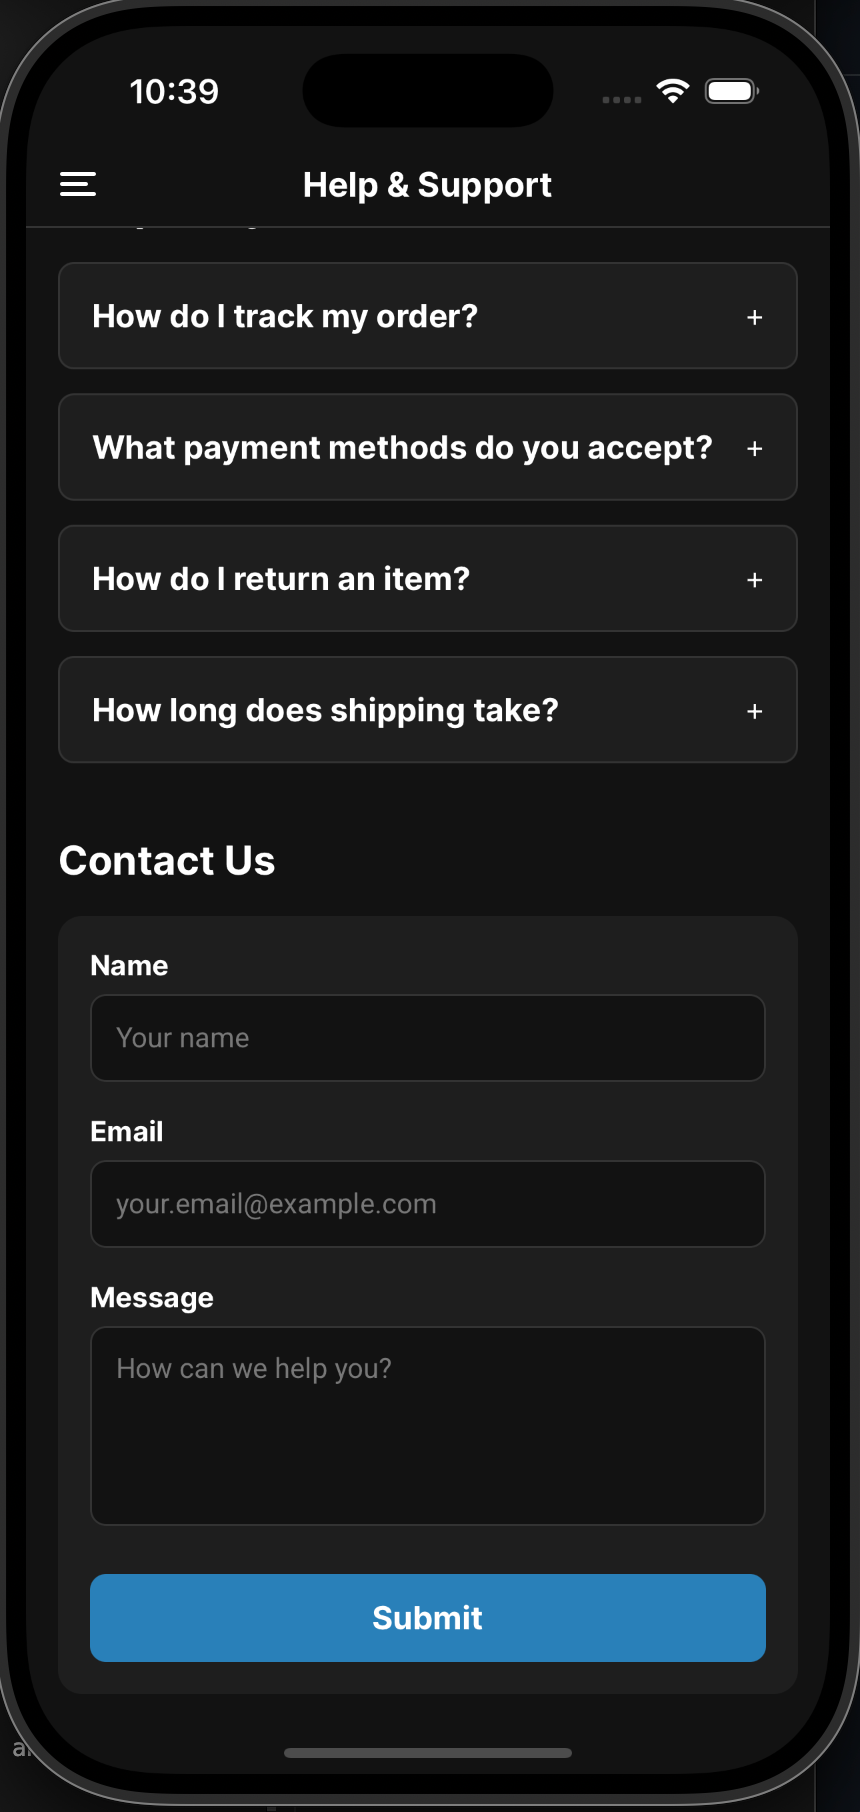 10:39
Help & Support
How do I track my order?
+
What payment methods do you accept?
+
How do I return an item?
+
How long does shipping take?
+
Contact Us
Name
Your name
Email
your.email@example.com
Message
How can we help you?
Submit